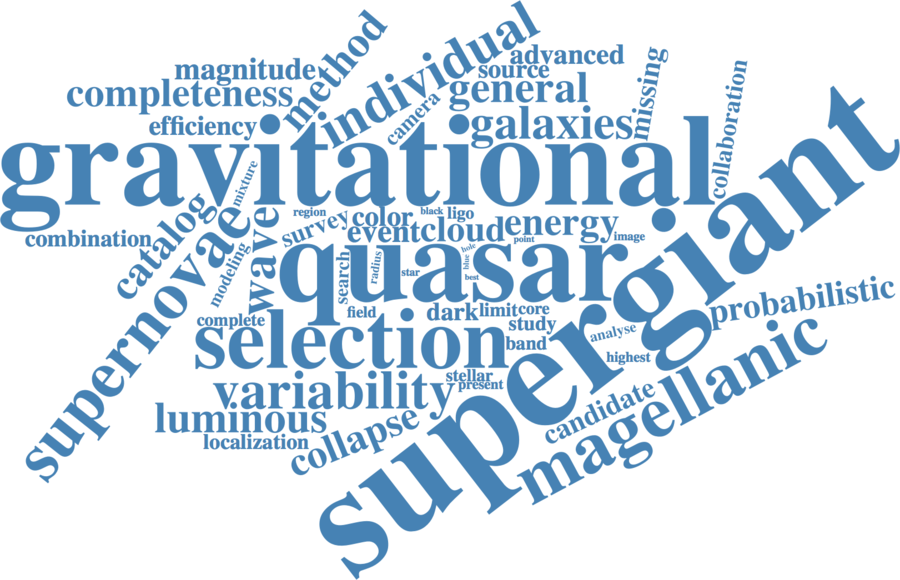 method
individual
advanced
magnitude
source
missing
completeness
camera
general
collaboration
efficiency
galaxies
gravitational
supergiant
mixture
catalog
region
black
ligo
survey
color
combination
supernovae
wave
event
cloud
energy
point
image
modeling
quasar
search
radius
star
hole
blue
best
field
dark
limit
core
probabilistic
complete
study
selection
band
analyse
highest
magellanic
stellar
variability
present
candidate
luminous
collapse
localization